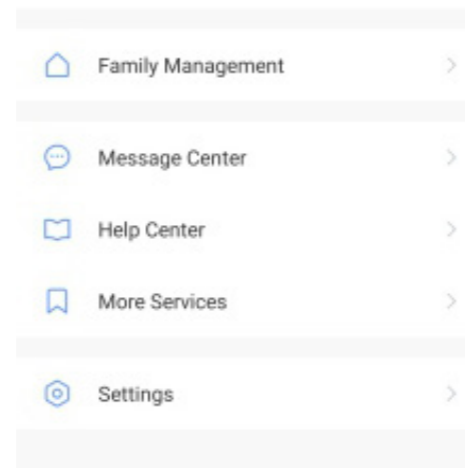 Family Management
Message Center
Help Center
More Services
Settings